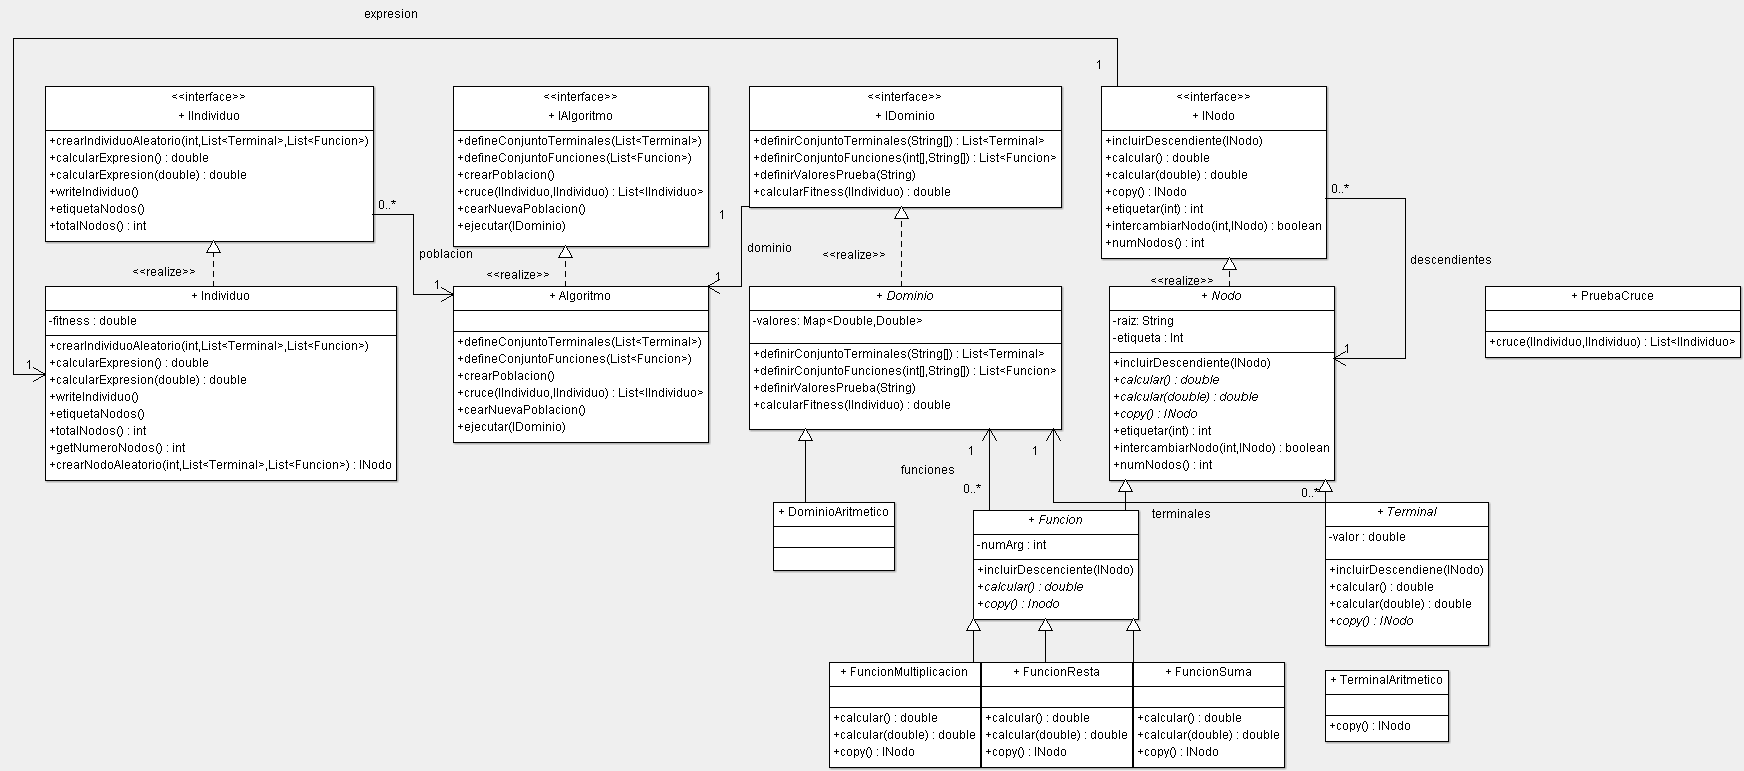 expresion
1
<<interface>>
+ IIndividuo
+crearIndividuoAleatorio(int,List<Terminal>,List<Funcion>)
+calcularExpresion() : double
+calcularExpresion(double) : double
+writeIndividuo()
+etiquetaNodos()
+totalNodos() : int
<<interface>>
+ IAlgoritmo
+defineConjuntoTerminales(List<Terminal>)
+defineConjuntoFunciones(List<Funcion>)
+crearPoblacion()
+cruce(IIndividuo,IIndividuo) : List<IIndividuo>
+cearNuevaPoblacion()
+ejecutar(IDominio)
<<interface>>
+ IDominio
+definirConjuntoTerminales(String[]) : List<Terminal>
+definirConjuntoFunciones(int[],String[]) : List<Funcion>
+definirValoresPrueba(String)
+calcularFitness(IIndividuo) : double
<<interface>>
+ INodo
+incluirDescendiente(INodo)
+calcular() : double
+calcular(double) : double
+copy() : INodo
+etiquetar(int) : int
+intercambiarNodo(int,INodo) : boolean
+numNodos() : int
0..*
poblacion
1
1
dominio
1
0..*
descendientes
1
<<realize>>
<<realize>>
<<realize>>
<<realize>>
1
+ Individuo
-fitness : double
+crearIndividuoAleatorio(int,List<Terminal>,List<Funcion>)
+calcularExpresion() : double
+calcularExpresion(double) : double
+writeIndividuo()
+etiquetaNodos()
+totalNodos() : int
+getNumeroNodos() : int
+crearNodoAleatorio(int,List<Terminal>,List<Funcion>) : INodo
+ Algoritmo
+defineConjuntoTerminales(List<Terminal>)
+defineConjuntoFunciones(List<Funcion>)
+crearPoblacion()
+cruce(IIndividuo,IIndividuo) : List<IIndividuo>
+cearNuevaPoblacion()
+ejecutar(IDominio)
+ Dominio
-valores: Map<Double,Double>
+definirConjuntoTerminales(String[]) : List<Terminal>
+definirConjuntoFunciones(int[],String[]) : List<Funcion>
+definirValoresPrueba(String)
+calcularFitness(IIndividuo) : double
+ Nodo
-raiz: String
-etiqueta : Int
+incluirDescendiente(INodo)
+calcular() : double
+calcular(double) : double
+copy() : INodo
+etiquetar(int) : int
+intercambiarNodo(int,INodo) : boolean
+numNodos() : int
+ PruebaCruce
+cruce(IIndividuo,IIndividuo) : List<IIndividuo>
1
funciones
0..*
1
0..*
terminales
+ DominioAritmetico
+ Funcion
-numArg : int
+incluirDescenciente(INodo)
+calcular() : double
+copy() : Inodo
+ Terminal
-valor : double
+incluirDescendiene(INodo)
+calcular() : double
+calcular(double) : double
+copy() : INodo
+ FuncionMultiplicacion
+calcular() : double
+calcular(double) : double
+copy() : INodo
+ FuncionResta
+calcular() : double
+calcular(double) : double
+copy() : INodo
+ FuncionSuma
+calcular() : double
+calcular(double) : double
+copy() : INodo
+ TerminalAritmetico
+copy() : INodo